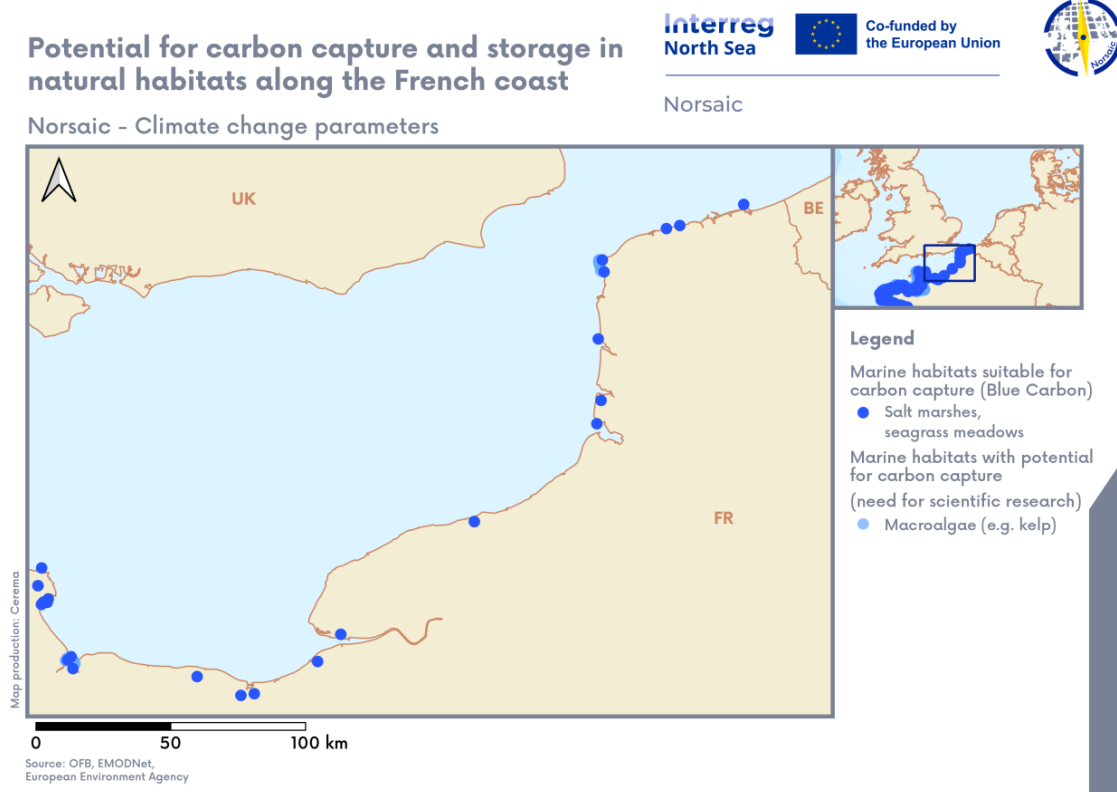 Potential for carbon capture and storage in
natural habitats along the French coast
Norsaic - Climate change parameters
Interreg
North Sea
Co-funded by
the European Union
Norsaic
Norsaic
UK
BE
FR
Legend
Marine habitats suitable for
carbon capture (Blue Carbon)
Salt marshes,
seagrass meadows
Marine habitats with potential
for carbon capture
(need for scientific research)
Macroalgae (e.g. kelp)
Map production: Cerema
0 50 100 km
Source: OFB, EMODNet,
European Environment Agency